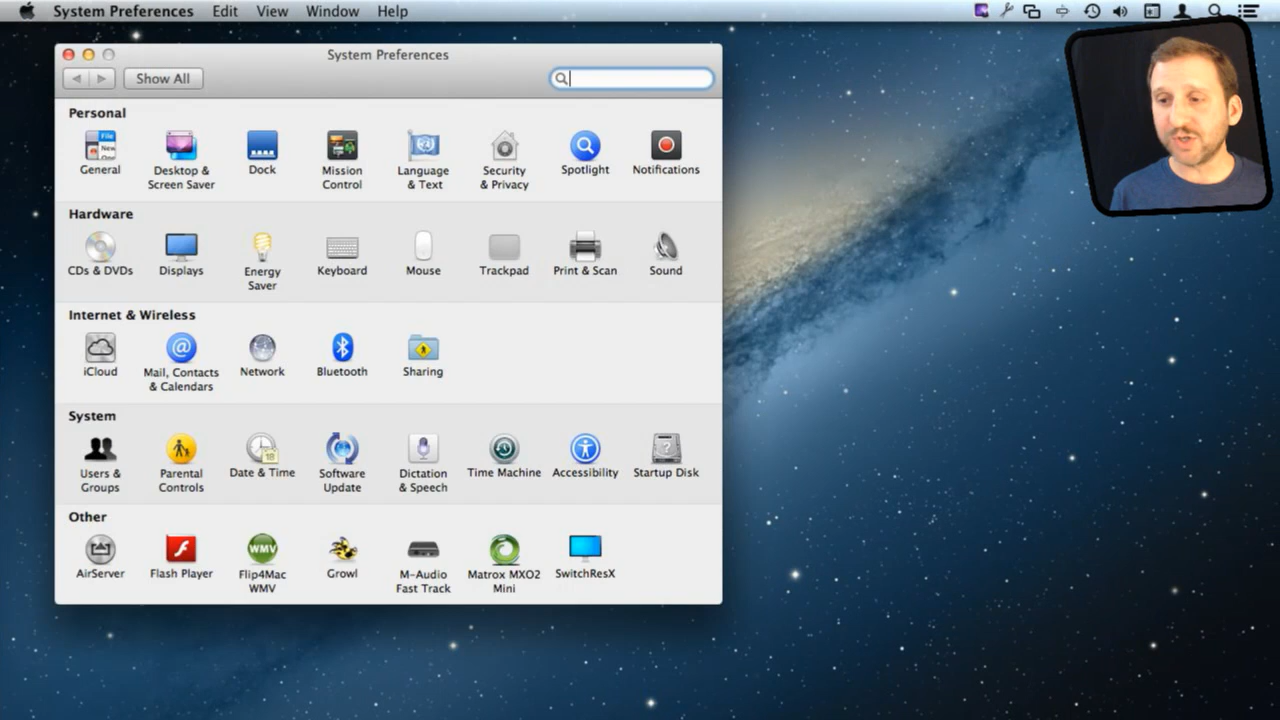 System Preferences Edit View Window Help
System Preferences
Show All
Personal
General
Desktop &
Screen Saver
Dock
Mission
Control
Language
& Text
Security
& Privacy
Spotlight
Notifications
Hardware
CDs & DVDs
Displays
Energy
Saver
Keyboard
Mouse
Trackpad
Print & Scan
Sound
Internet & Wireless
iCloud
Mail, Contacts
& Calendars
Network
Bluetooth
Sharing
System
Users &
Groups
Parental
Controls
Date & Time
Software
Update
Dictation
& Speech
Time Machine
Accessibility
Startup Disk
Other
AirServer
Flash Player
WMV
Flip4Mac
WMV
Growl
M-Audio
Fast Track
Matrox MXO2
Mini
SwitchResX